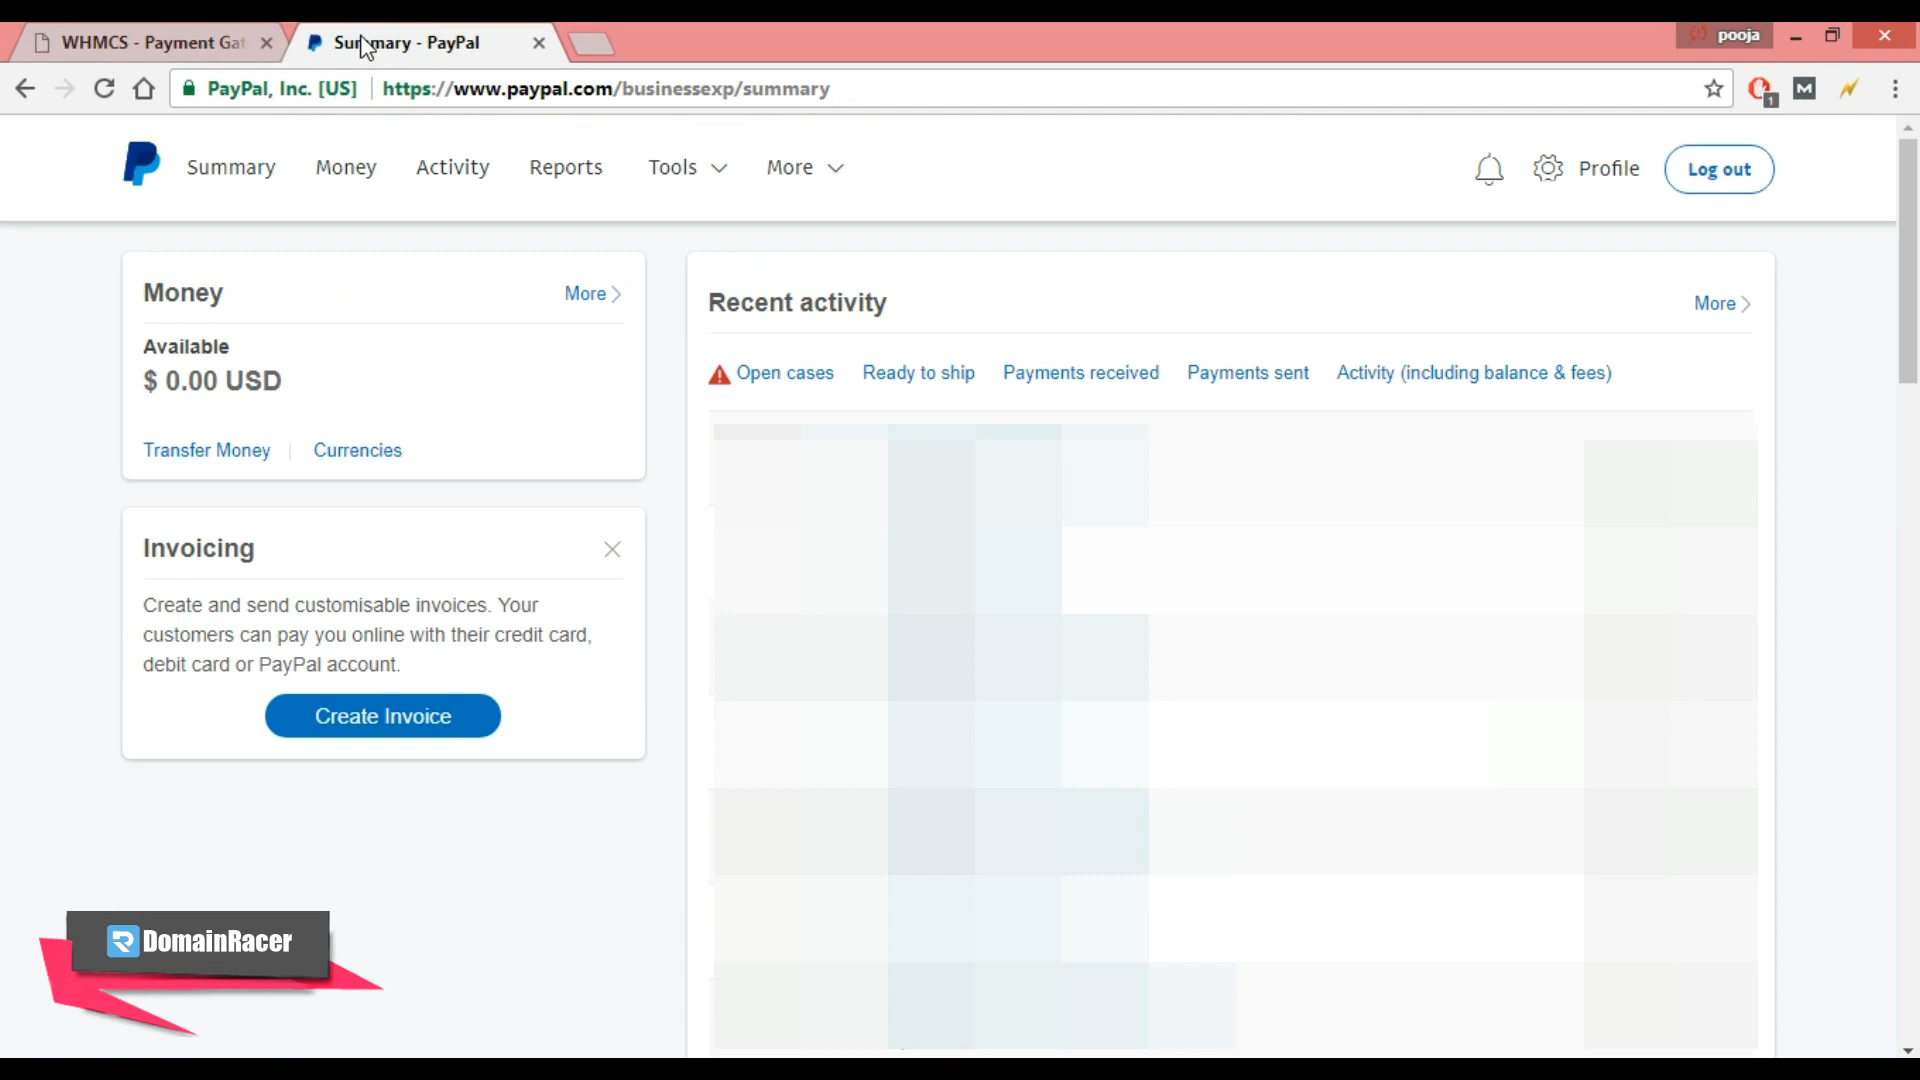 WHMCS - Payment Gat
Summary - PayPal
pooja
PayPal, Inc. [US]
https://www.paypal.com/businessexp/summary
1
M
Summary
Money
Activity
Reports
Tools
More
Profile
Log out
Money
More
Available
$ 0.00 USD
Transfer Money
Currencies
Invoicing
Create and send customisable invoices. Your
customers can pay you online with their credit card,
debit card or PayPal account.
Create Invoice
Recent activity
More
Open cases
Ready to ship
Payments received
Payments sent
Activity (including balance & fees)
DomainRacer